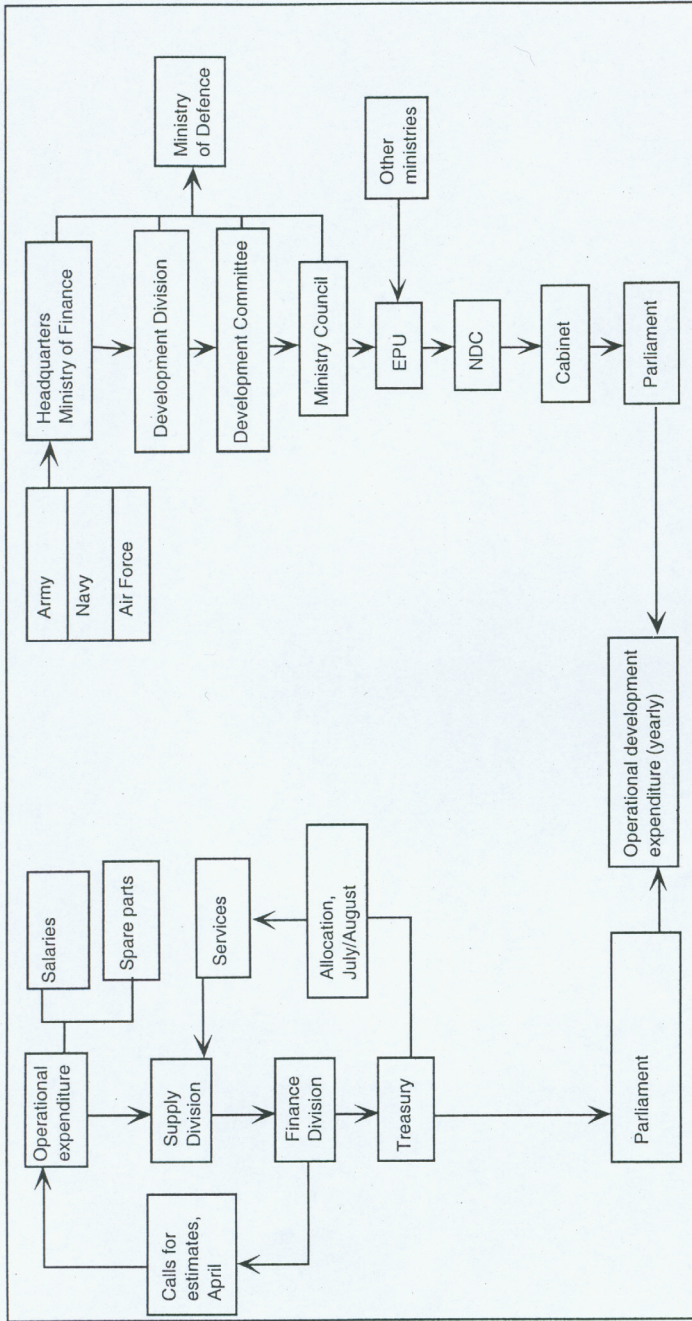 Calls for
estimates,
April
Operational
expenditure
Salaries
Spare parts
Supply
Division
Services
Finance
Division
Allocation,
July/August
Treasury
Parliament
Operational development
expenditure (yearly)
Army
Navy
Air Force
Headquarters
Ministry of Finance
Development Division
Development Committee
Ministry Council
Ministry
of Defence
EPU
Other
ministries
NDC
Cabinet
Parliament